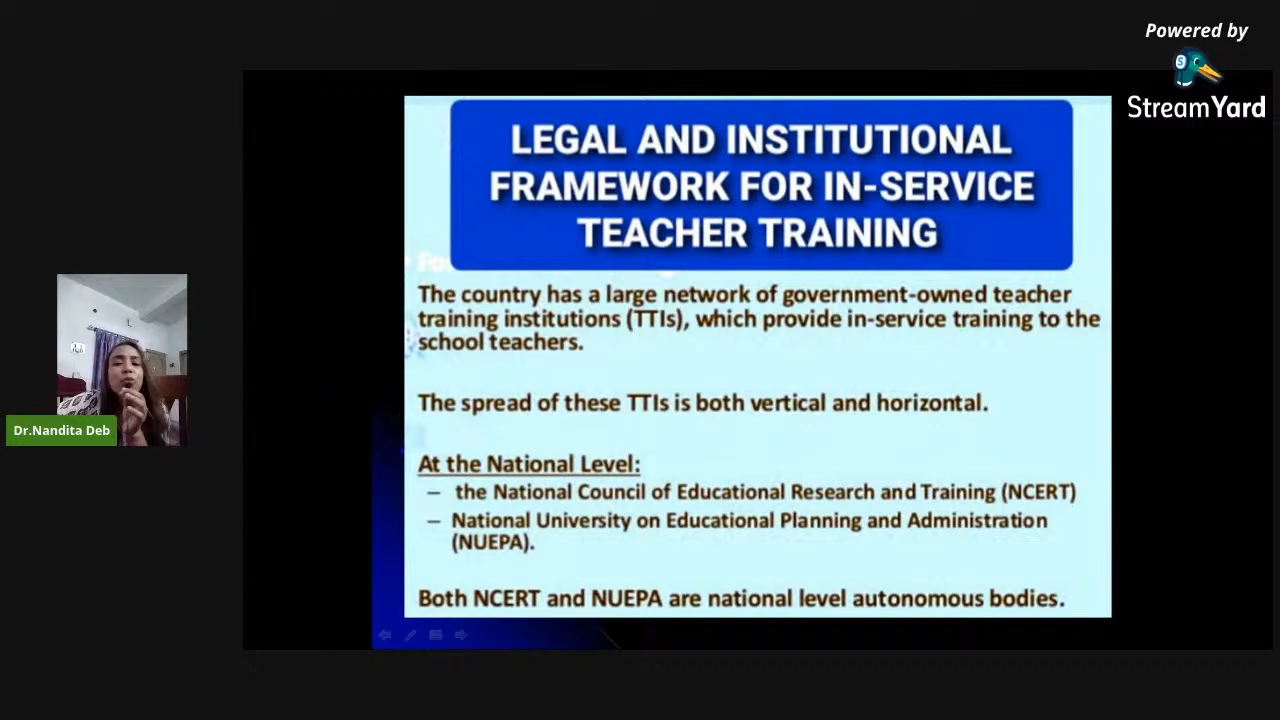 Powered by
StreamYard
LEGAL AND INSTITUTIONAL
FRAMEWORK FOR IN-SERVICE
TEACHER TRAINING
The country has a large network of government-owned teacher
training institutions (TTIs), which provide in-service training to the
school teachers.
The spread of these TTIs is both vertical and horizontal.
At the National Level:
– the National Council of Educational Research and Training (NCERT)
– National University on Educational Planning and Administration
(NUEPA).
Both NCERT and NUEPA are national level autonomous bodies.
Dr.Nandita Deb